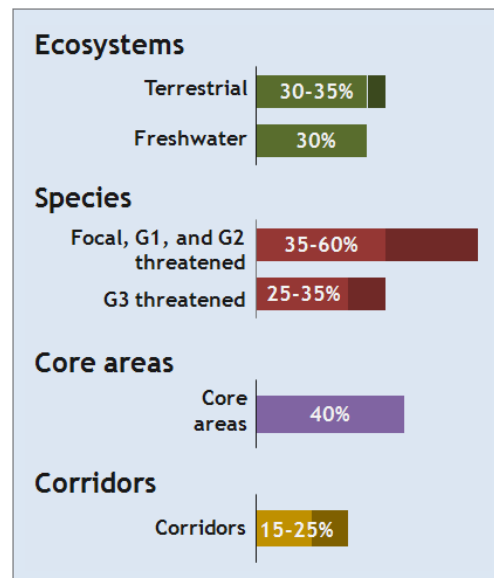 Ecosystems
Terrestrial
30-35%
Freshwater
30%
Species
Focal, G1, and G2
threatened
35-60%
G3 threatened
25-35%
Core areas
Core
areas
40%
Corridors
Corridors
15-25%